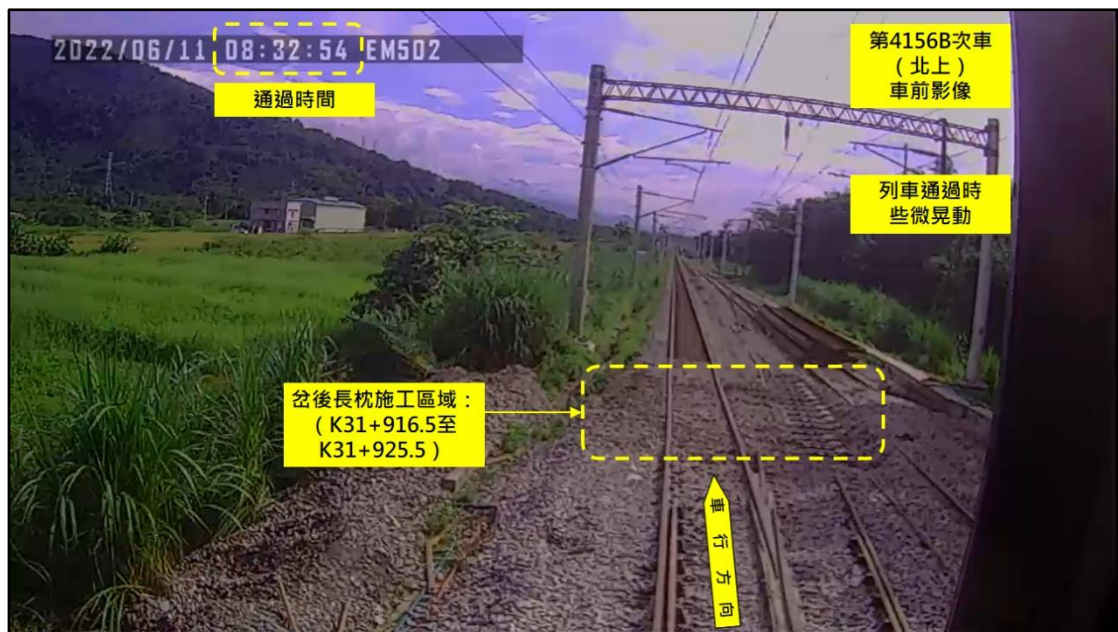 2022/06/11 08:32:54 EM502
通過時間
第4156B次車
（北上）
車前影像
列車通過時
些微晃動
岔後長枕施工區域：
（K31+916.5至
K31+925.5）
車行方向